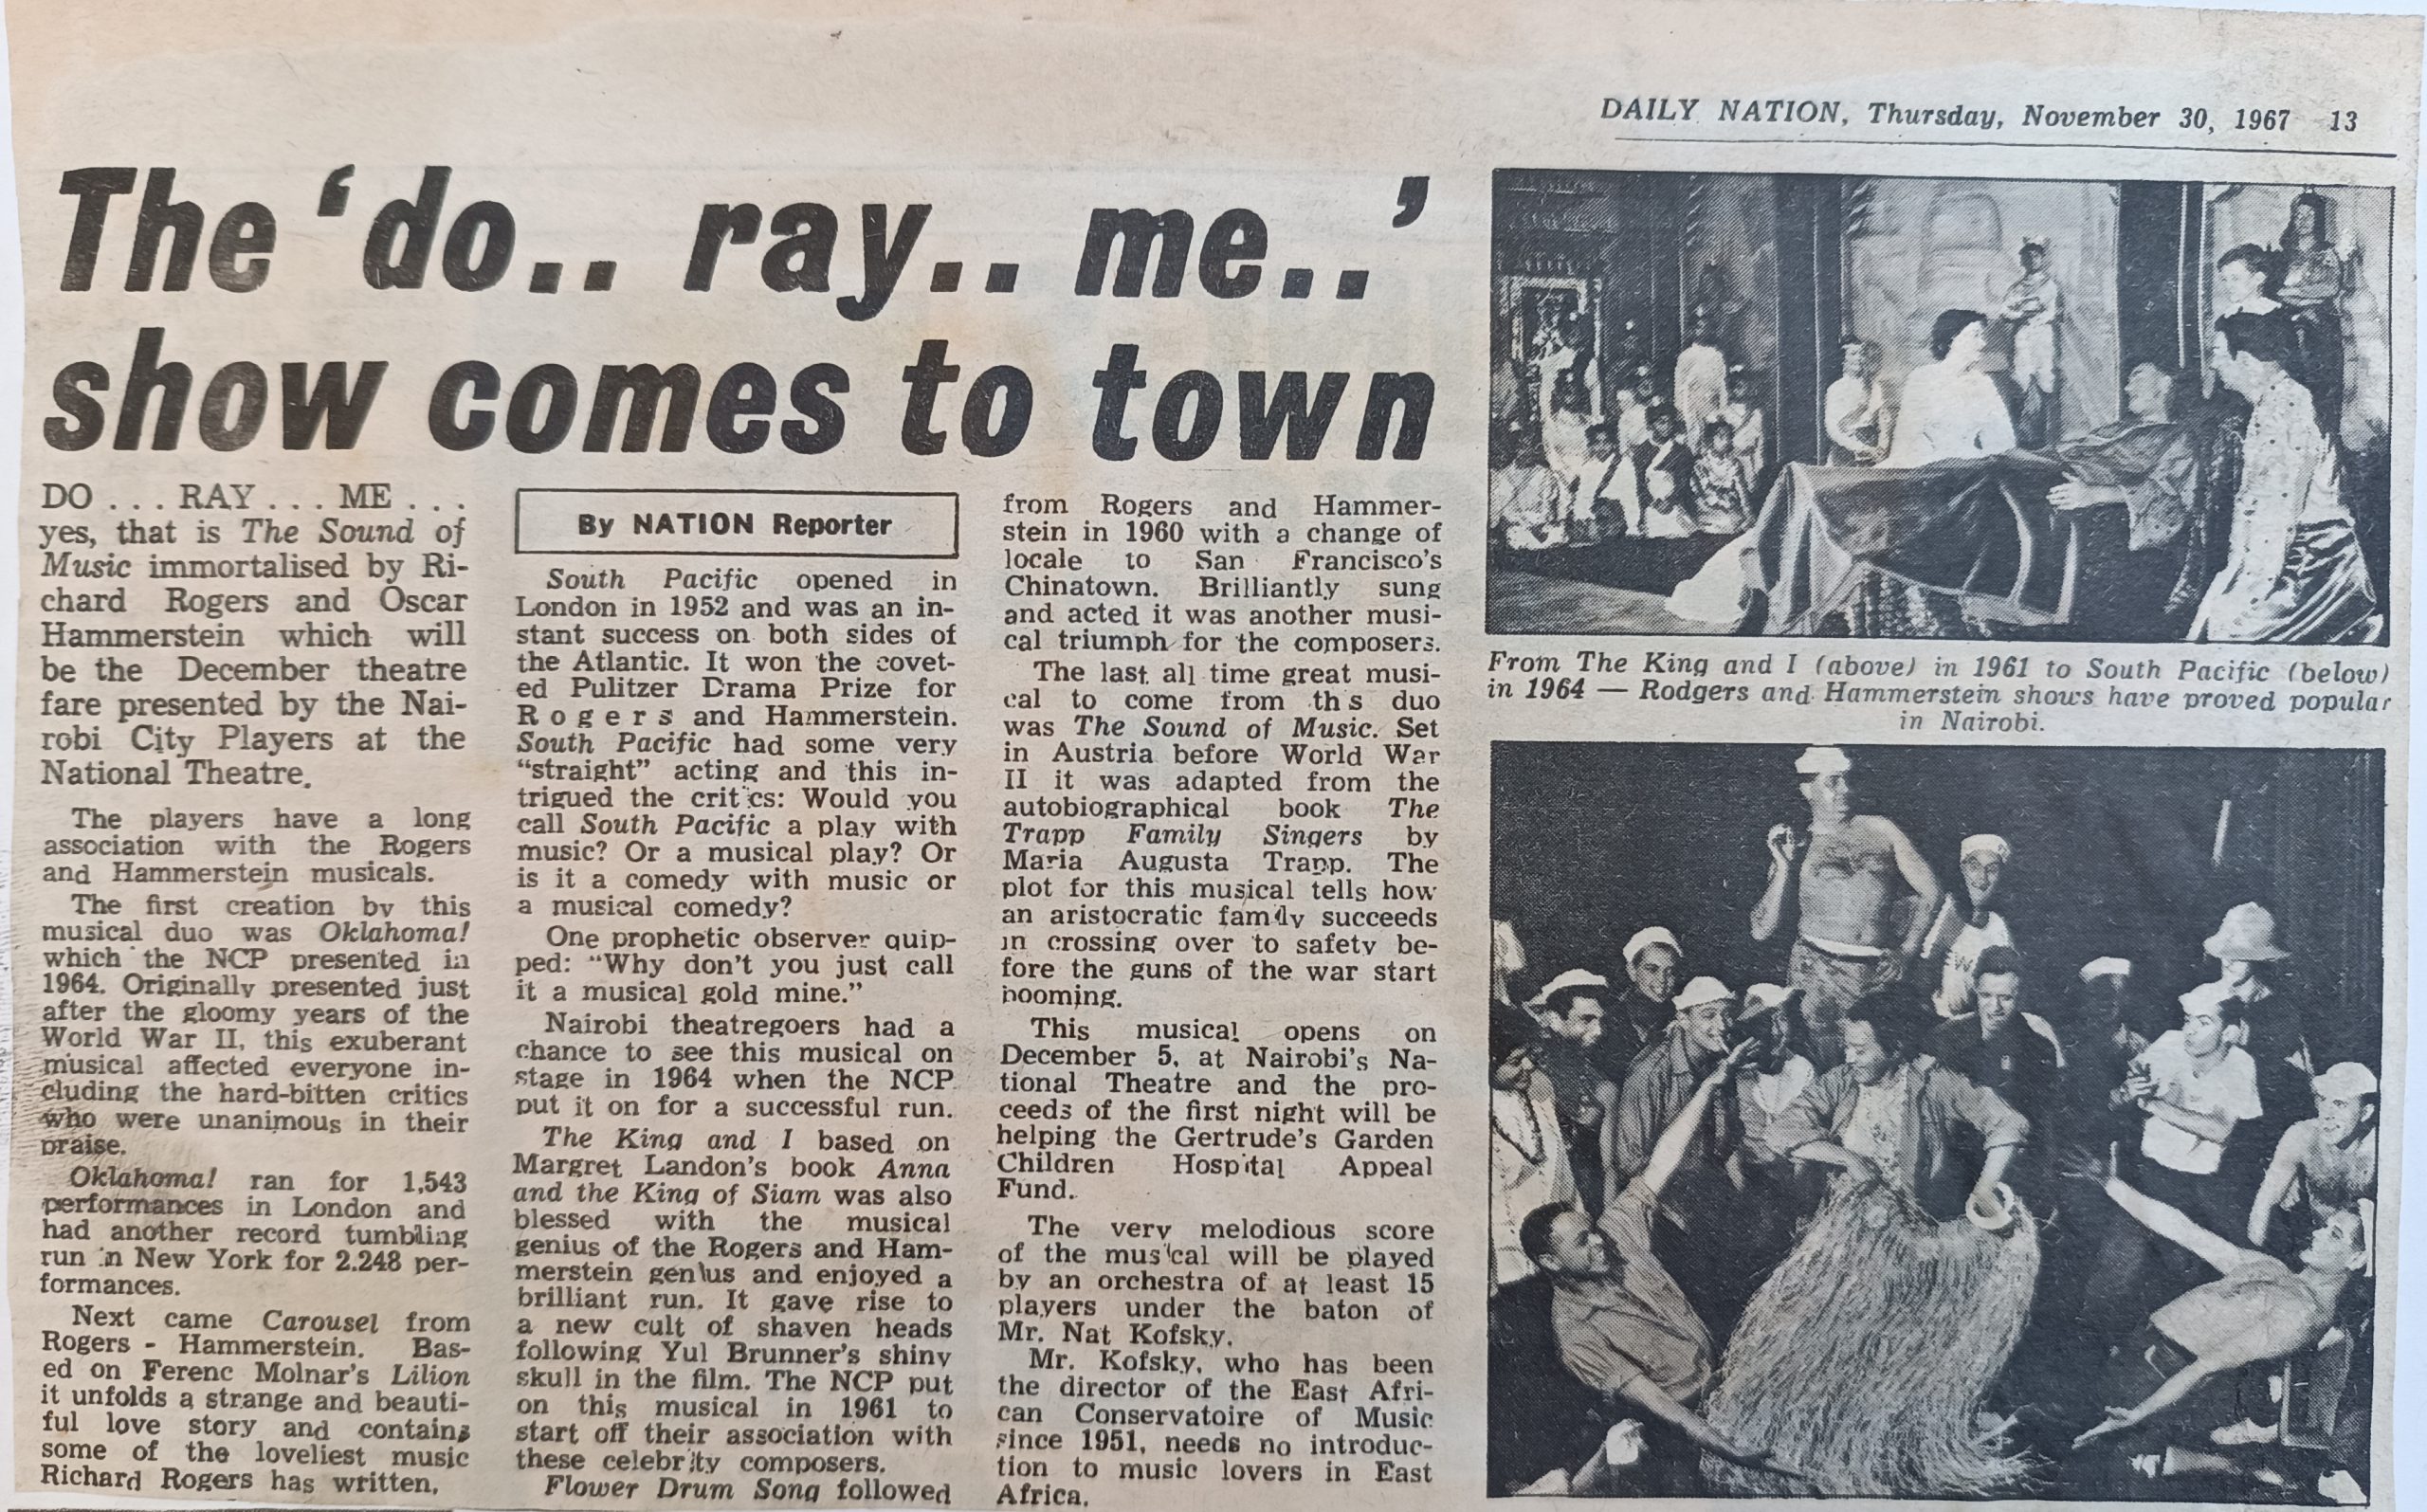 DAILY NATION, Thursday, November 30, 1967 13
The 'do.. ray.. me..'
show comes to town
DO . . . RAY . . . ME . . .
yes, that is The Sound of
Music immortalised by Ri-
chard Rogers and Oscar
Hammerstein which will
be the December theatre
fare presented by the Nai-
robi City Players at the
National Theatre.
The players have a long
association with the Rogers
and Hammerstein musicals.
The first creation by this
musical duo was Oklahoma!
which the NCP presented in
1964. Originally presented just
after the gloomy years of the
World War II, this exuberant
musical affected everyone in-
cluding the hard-bitten critics
who were unanimous in their
praise.
Oklahoma! ran for 1,543
performances in London and
had another record tumbling
run in New York for 2.248 per-
formances.
Next came Carousel from
Rogers - Hammerstein. Bas-
ed on Ferenc Molnar's Lilion
it unfolds a strange and beauti-
ful love story and contains
some of the loveliest music
Richard Rogers has written.
By NATION Reporter
South Pacific opened in
London in 1952 and was an in-
stant success on both sides of
the Atlantic. It won the covet-
ed Pulitzer Drama Prize for
Rogers and Hammerstein.
South Pacific had some very
"straight" acting and this in-
trigued the critics: Would you
call South Pacific a play with
music? Or a musical play? Or
is it a comedy with music or
a musical comedy?
One prophetic observer quip-
ped: "Why don't you just call
it a musical gold mine."
Nairobi theatregoers had a
chance to see this musical on
stage in 1964 when the NCP
put it on for a successful run.
The King and I based on
Margret Landon's book Anna
and the King of Siam was also
blessed with the musical
genius of the Rogers and Ham-
merstein genius and enjoyed a
brilliant run. It gave rise to
a new cult of shaven heads
following Yul Brunner's shiny
skull in the film. The NCP put
on this musical in 1961 to
start off their association with
these celebrity composers.
Flower Drum Song followed
from Rogers and Hammer-
stein in 1960 with a change of
locale to San Francisco's
Chinatown. Brilliantly sung
and acted it was another musi-
cal triumph for the composers.
The last all time great musi-
cal to come from this duo
was The Sound of Music. Set
in Austria before World War
II it was adapted from the
autobiographical book The
Trapp Family Singers by
Maria Augusta Trapp. The
plot for this musical tells how
an aristocratic family succeeds
in crossing over to safety be-
fore the guns of the war start
booming.
This musical opens on
December 5, at Nairobi's Na-
tional Theatre and the pro-
ceeds of the first night will be
helping the Gertrude's Garden
Children Hospital Appeal
Fund.
The very melodious score
of the musical will be played
by an orchestra of at least 15
players under the baton of
Mr. Nat Kofsky.
Mr. Kofsky, who has been
the director of the East Afri-
can Conservatoire of Music
since 1951, needs no introduc-
tion to music lovers in East
Africa.
From The King and I (above) in 1961 to South Pacific (below)
in 1964 — Rodgers and Hammerstein shows have proved popular
in Nairobi.